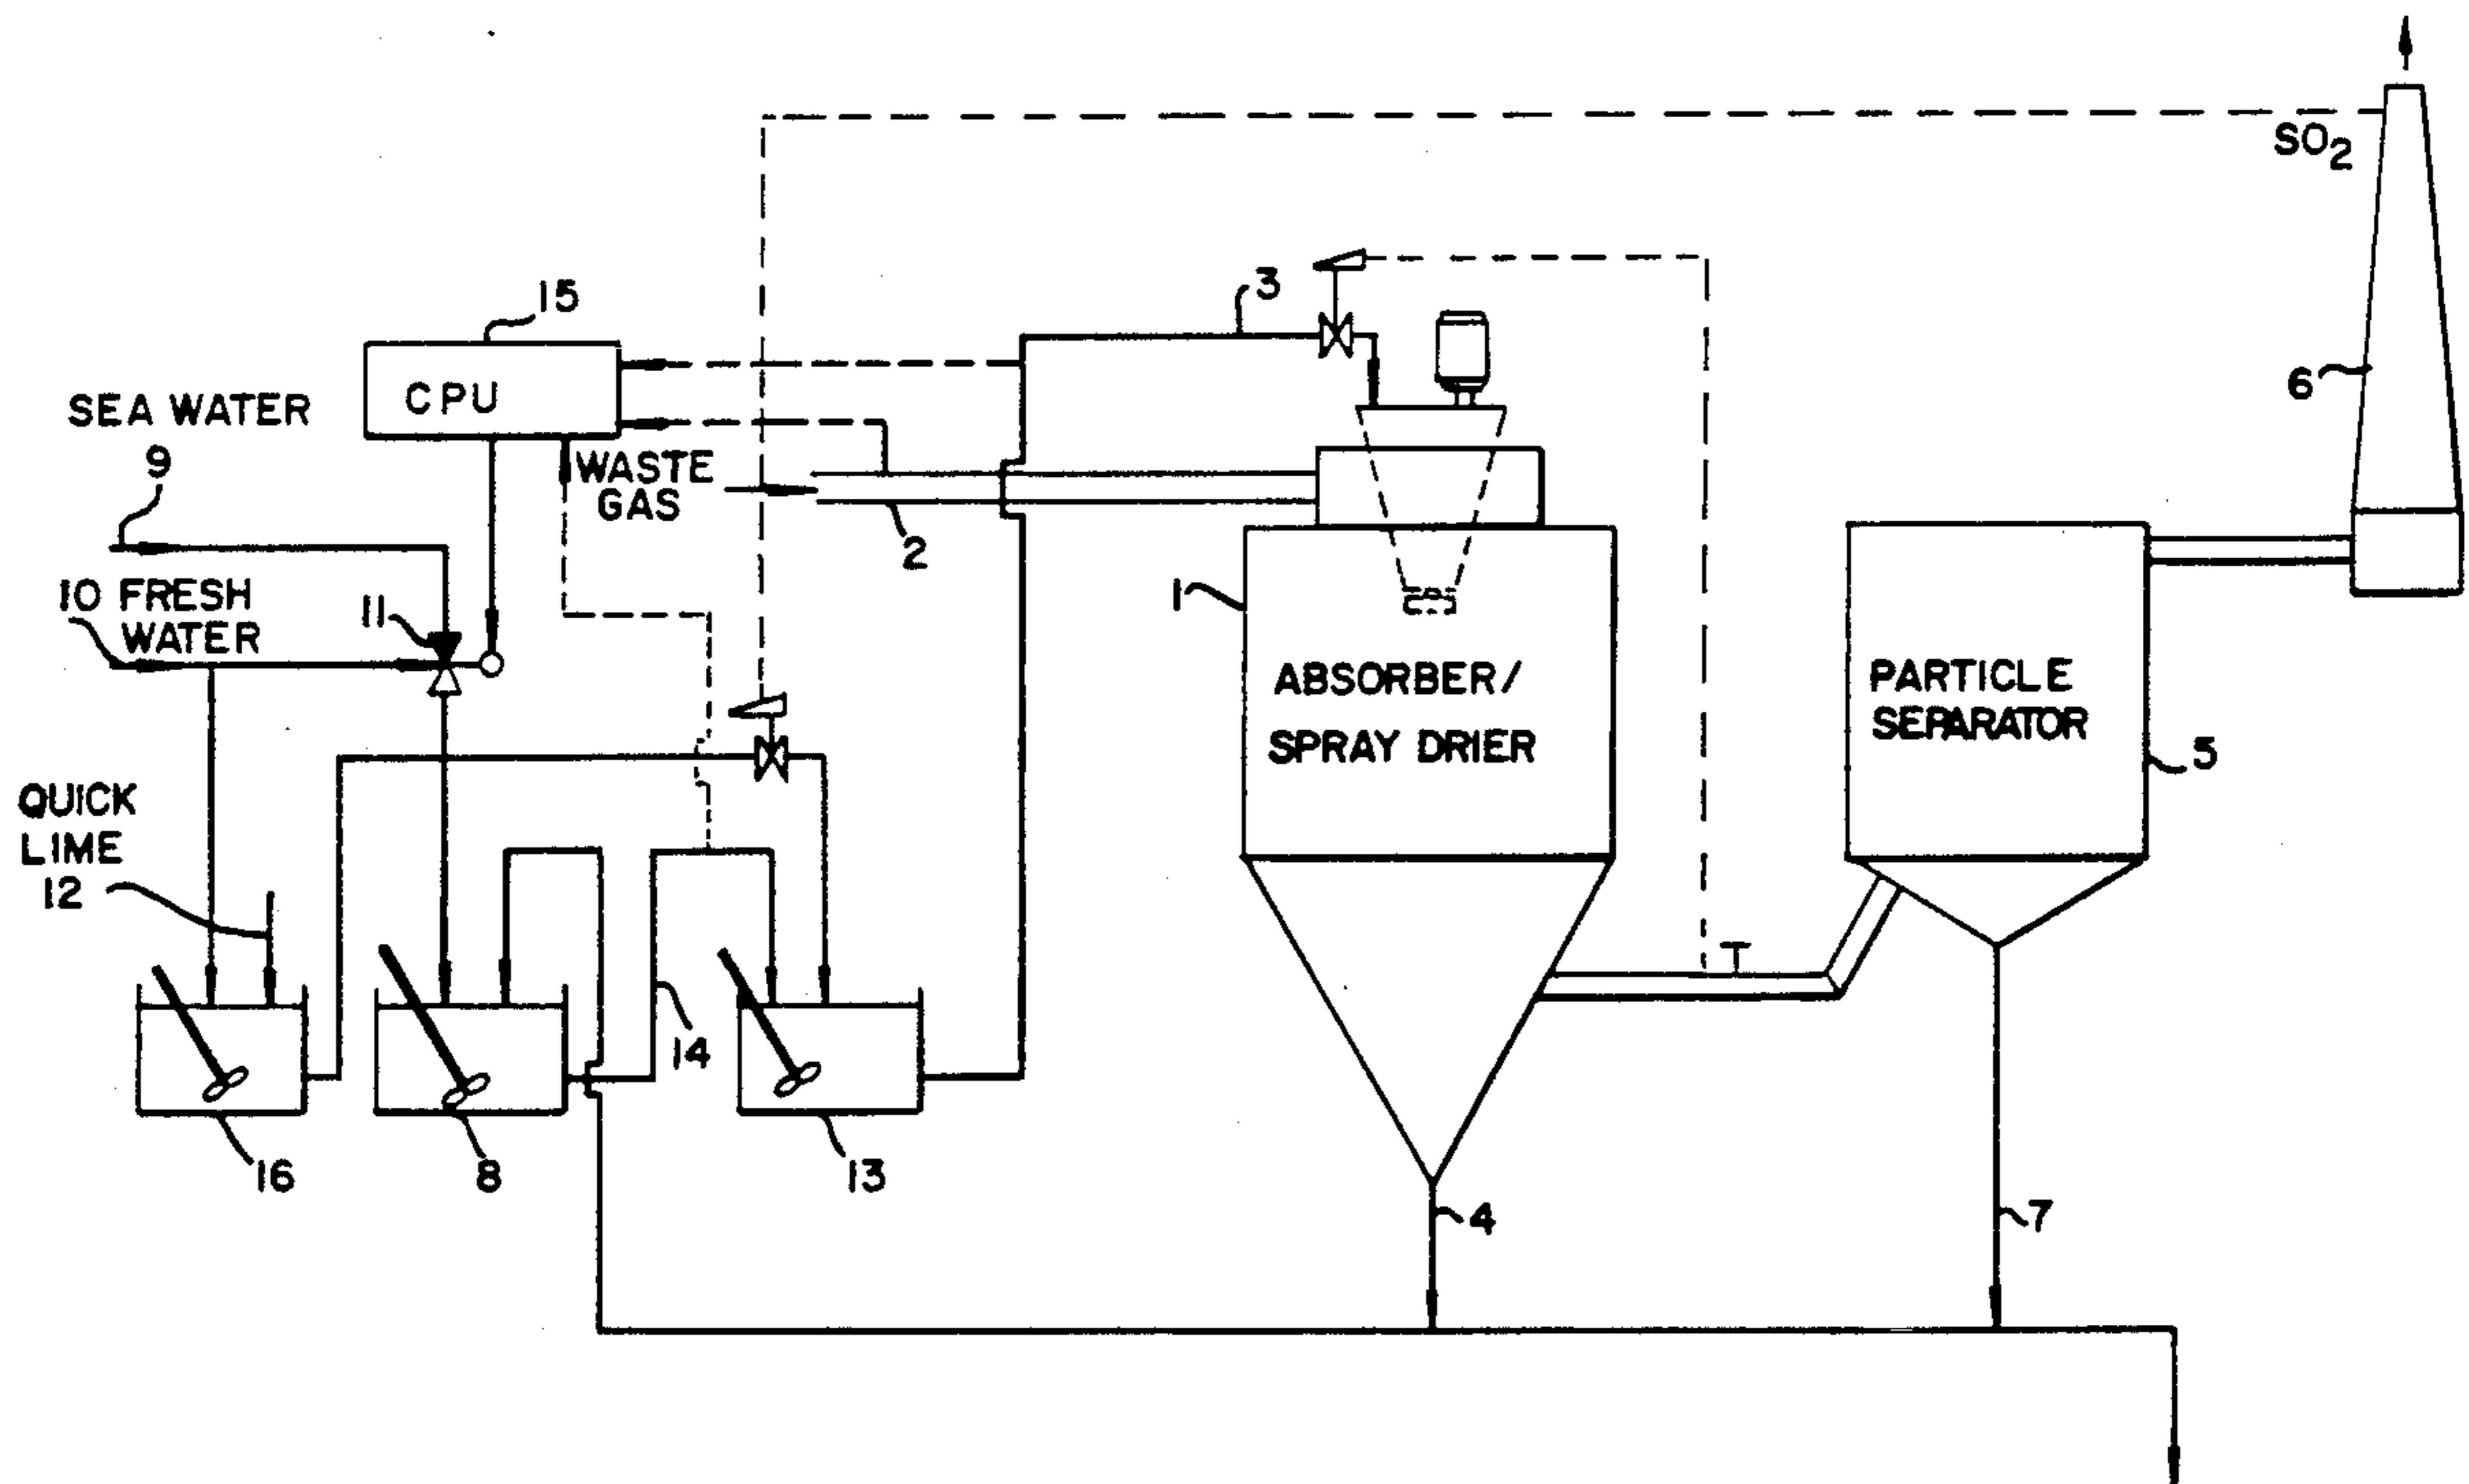 SO2
3
15
CPU
6
SEA WATER
9
WASTE
GAS
2
10 FRESH
WATER
11
1
ABSORBER/
SPRAY DRIER
PARTICLE
SEPARATOR
5
QUICK
LIME
12
14
16
8
13
4
7
T